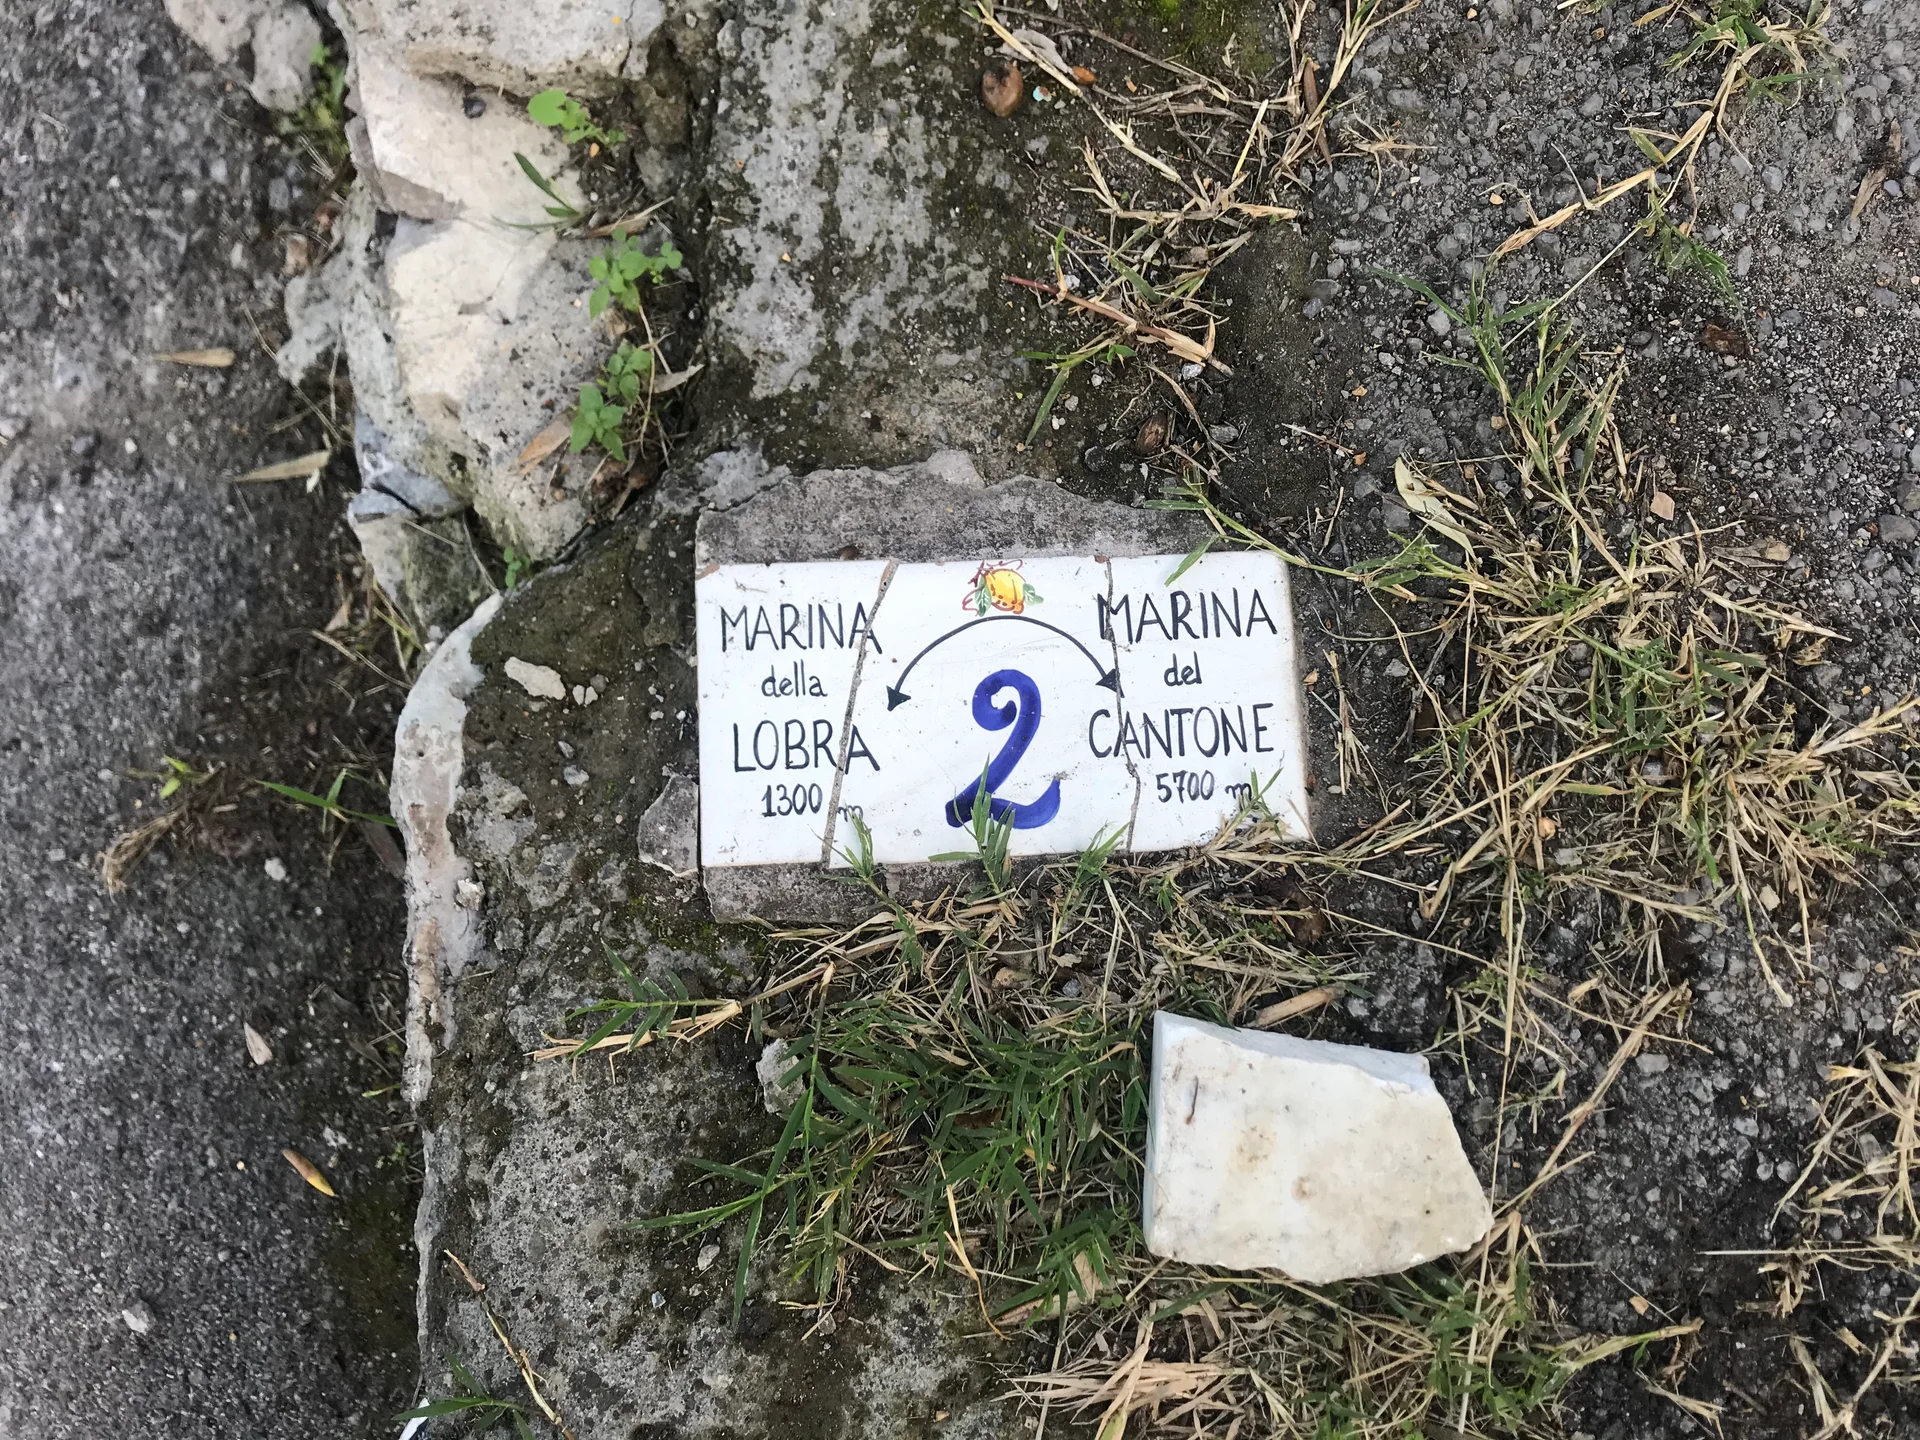 MARINA
della
LOBRA
1300 m
2
MARINA
del
CANTONE
5700 m